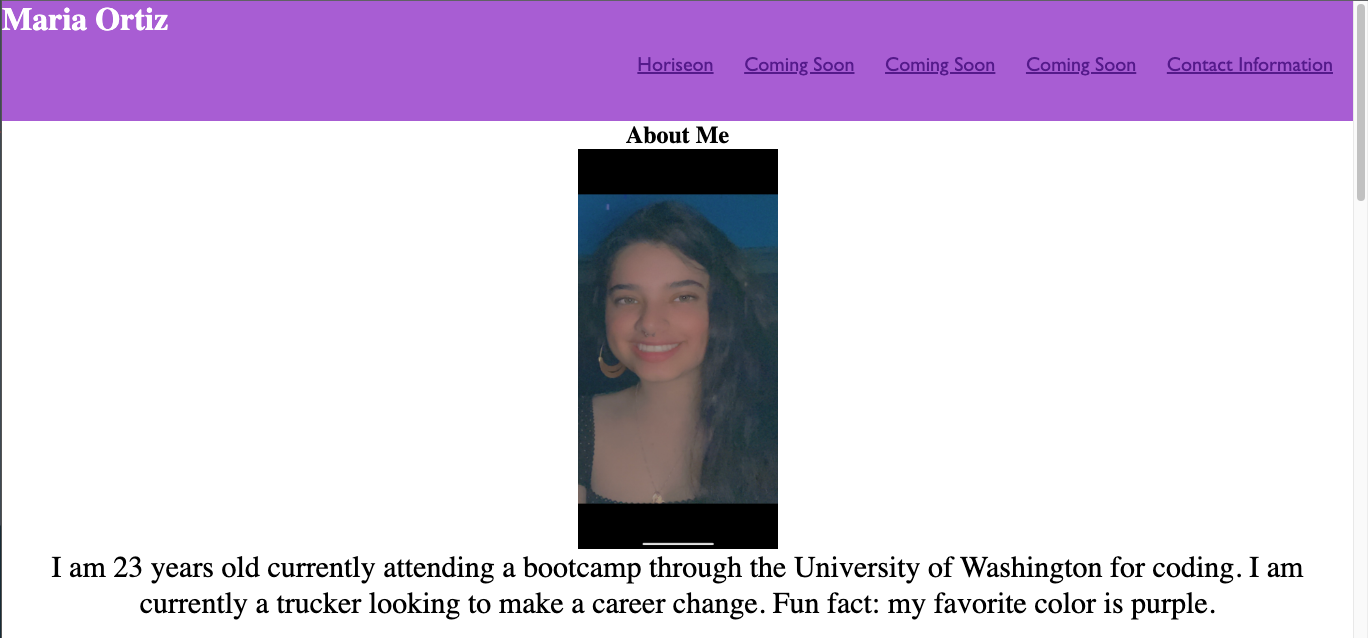 Maria Ortiz
Horiseon Coming Soon Coming Soon Coming Soon Contact Information
About Me
I am 23 years old currently attending a bootcamp through the University of Washington for coding. I am
currently a trucker looking to make a career change. Fun fact: my favorite color is purple.